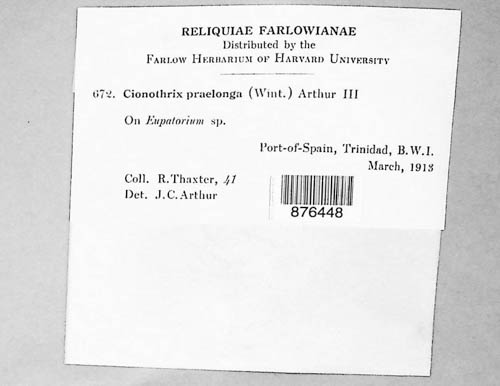 RELIQUIAE FARLOWIANAE
Distributed by the
FARLOW HERBARIUM OF HARVARD UNIVERSITY
672. Cionothrix praelonga (Wint.) Arthur III
On Eupatorium sp.
Port-of-Spain, Trinidad, B.W.I.
March, 1913
Coll. R. Thaxter, 41
Det. J. C. Arthur
876448